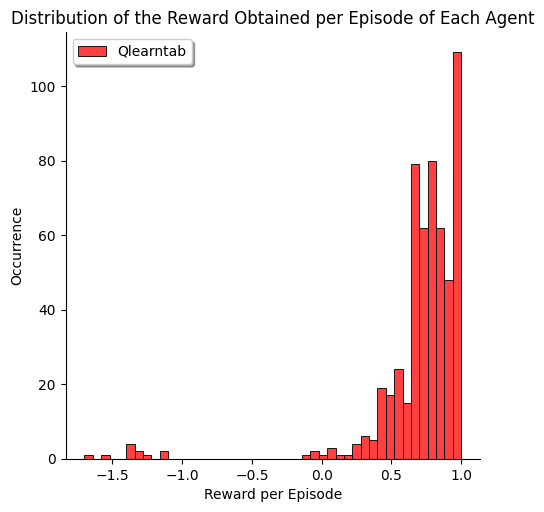 Distribution of the Reward Obtained per Episode of Each Agent
Qlearntab
Occurrence
100
80
60
40
20
0
−1.5 −1.0 −0.5 0.0 0.5 1.0
Reward per Episode